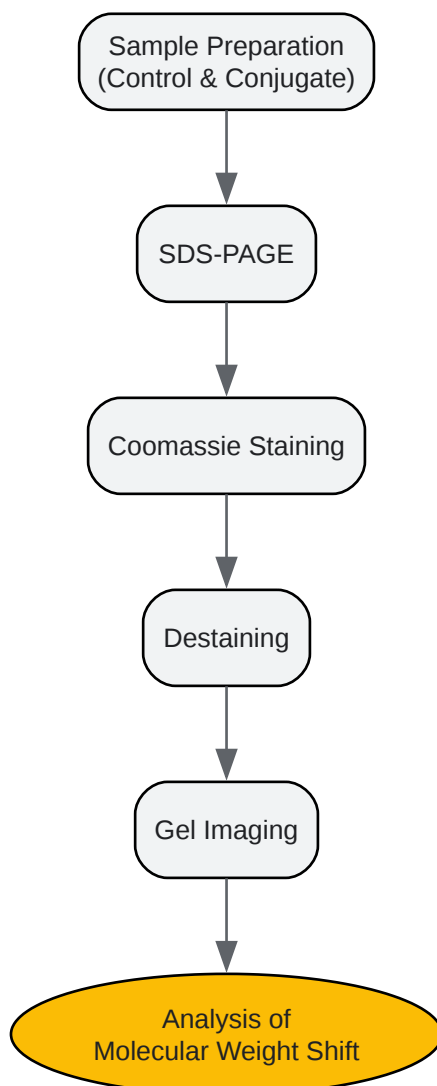 Sample Preparation
(Control & Conjugate)
SDS-PAGE
Coomassie Staining
Destaining
Gel Imaging
Analysis of
Molecular Weight Shift